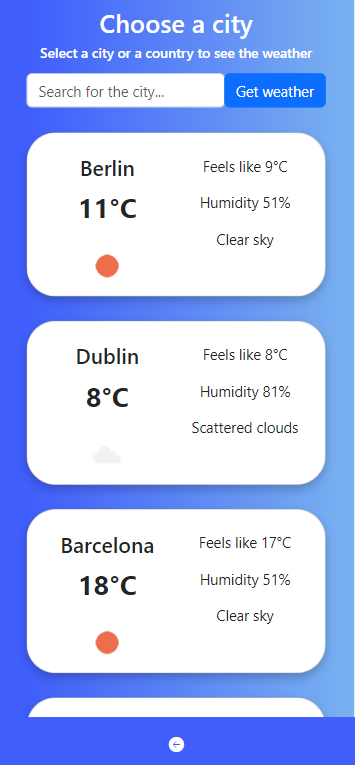 Choose a city
Select a city or a country to see the weather
Search for the city...
Get weather
Berlin
11°C
Feels like 9°C
Humidity 51%
Clear sky
Dublin
8°C
Feels like 8°C
Humidity 81%
Scattered clouds
Barcelona
18°C
Feels like 17°C
Humidity 51%
Clear sky